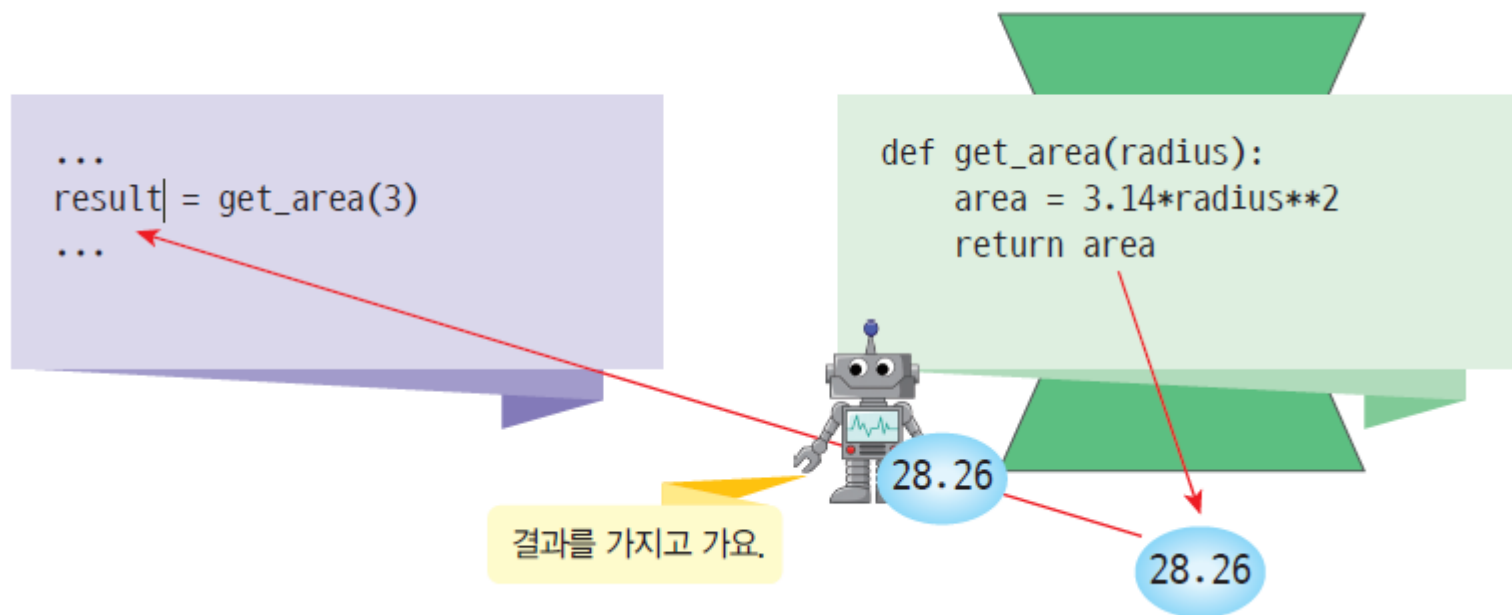 ...
result = get_area(3)
...
def get_area(radius):
    area = 3.14*radius**2
    return area
28.26
결과를 가지고 가요.
28.26